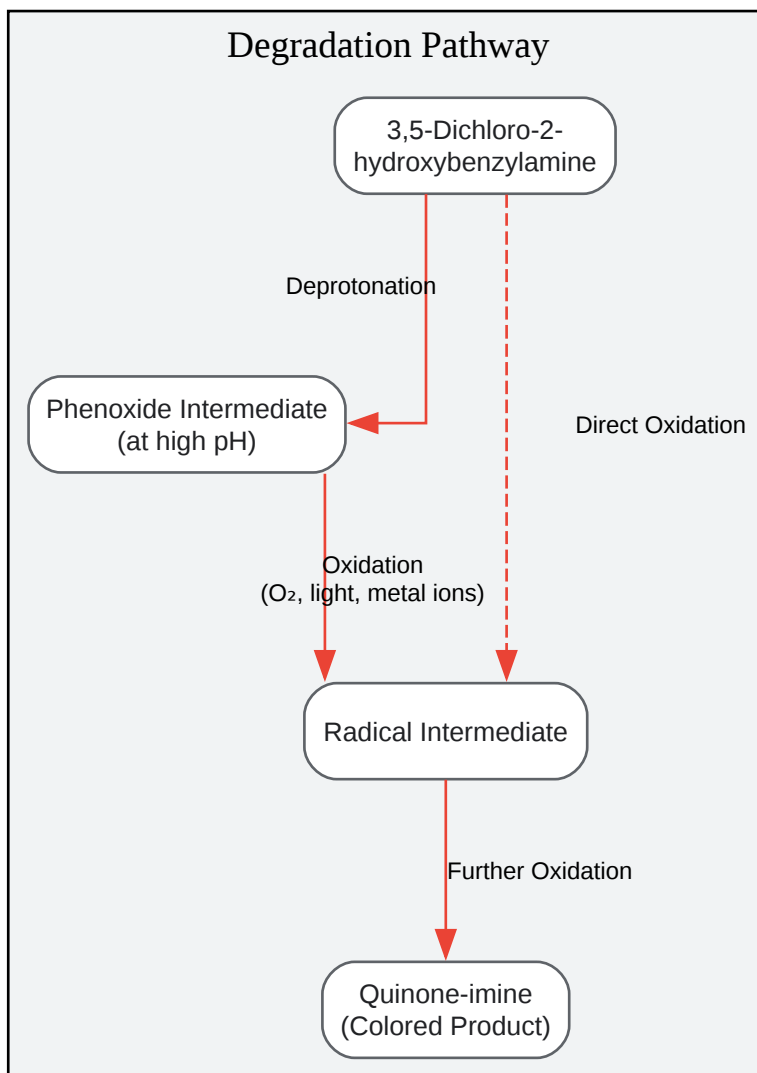 Degradation Pathway
3,5-Dichloro-2-
hydroxybenzylamine
Deprotonation
Phenoxide Intermediate
(at high pH)
Direct Oxidation
Oxidation
(O₂, light, metal ions)
Radical Intermediate
Further Oxidation
Quinone-imine
(Colored Product)